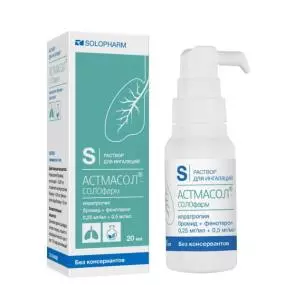 SOLOPHARM
S
РАСТВОР
ДЛЯ ИНГАЛЯЦИЙ
АСТМАСОЛ®
СОЛОфарм
ипратропия
бромид + фенотерол
0,25 мг/мл + 0,5 мг/мл
20 мл
Без консервантов
S
РАСТВОР
ДЛЯ ИНГАЛЯЦИЙ
АСТМАСОЛ®
СОЛОфарм
ипратропия
бромид + фенотерол
0,25 мг/мл + 0,5 мг/мл
Без консервантов